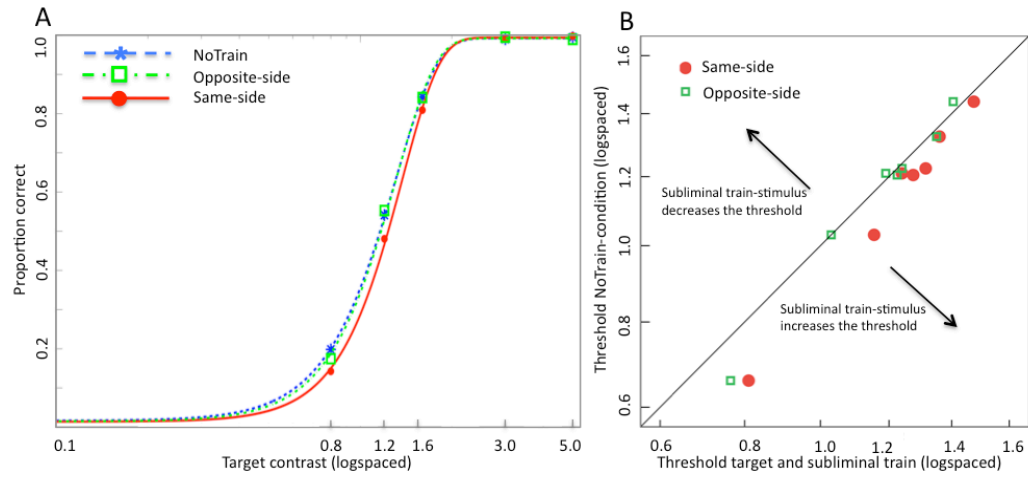 A
NoTrain
Opposite-side
Same-side
Proportion correct
1.0
0.8
0.6
0.4
0.2
0.1
0.8
1.2
1.6
3.0
5.0
Target contrast (logspaced)
B
Same-side
Opposite-side
Subliminal train-stimulus
decreases the threshold
Subliminal train-stimulus
increases the threshold
Threshold NoTrain-condition (logspaced)
1.6
1.4
1.2
1.0
0.8
0.6
0.6
0.8
1.0
1.2
1.4
1.6
Threshold target and subliminal train (logspaced)